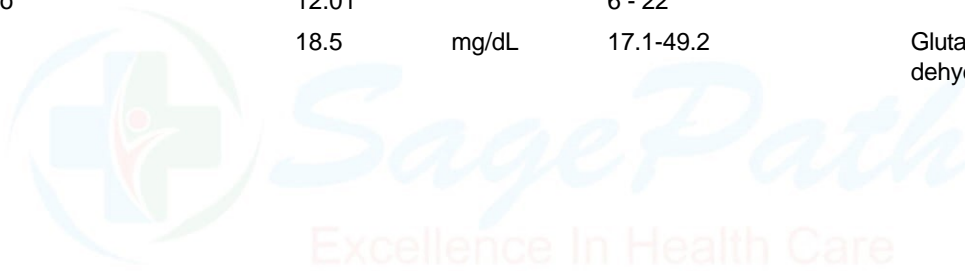 o 12.01 6 - 22
18.5 mg/dL 17.1-49.2 Gluta
dehy
SagePath
Excellence In Health Care